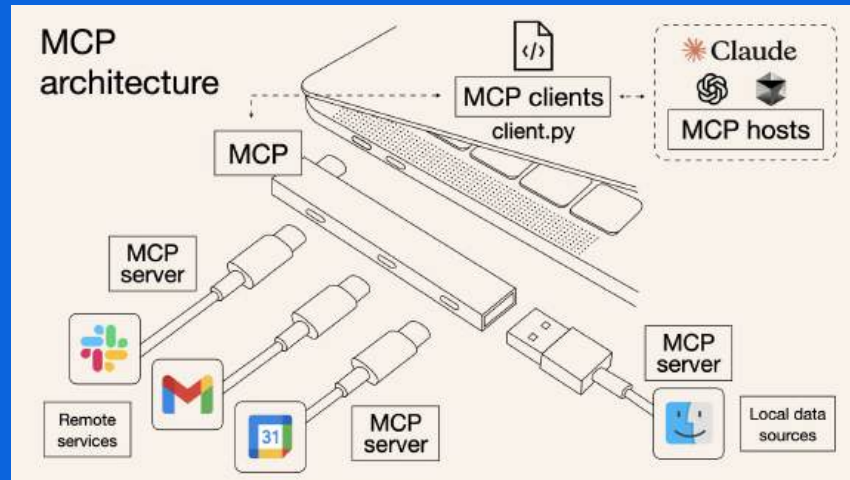 MCP
architecture
</>
Claude
MCP clients
client.py
MCP hosts
MCP
MCP
server
MCP
server
Remote
services
31
MCP
server
Local data
sources